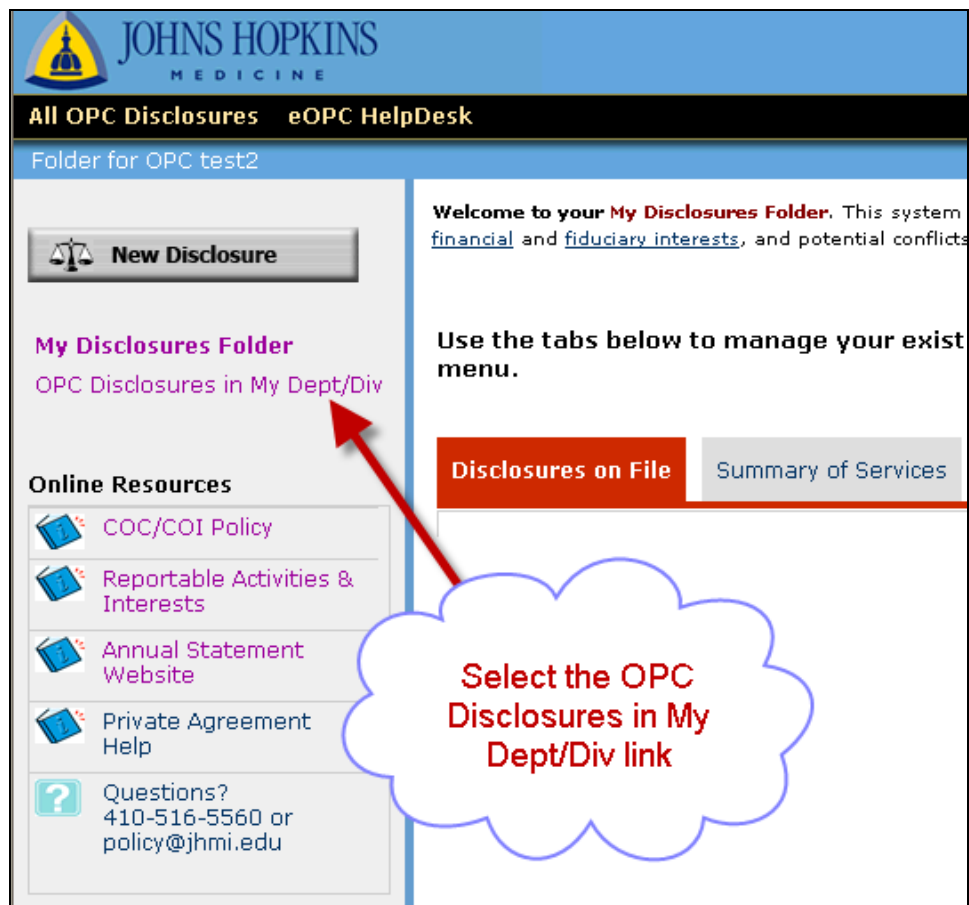 JOHNS HOPKINS
MEDICINE
All OPC Disclosures eOPC HelpDesk
Folder for OPC test2
New Disclosure
My Disclosures Folder
OPC Disclosures in My Dept/Div
Online Resources
COC/COI Policy
Reportable Activities &
Interests
Annual Statement
Website
Private Agreement
Help
Questions?
410-516-5560 or
policy@jhmi.edu
Welcome to your My Disclosures Folder. This system
financial and fiduciary interests, and potential conflicts
Use the tabs below to manage your exist
menu.
Disclosures on File
Summary of Services
Select the OPC
Disclosures in My
Dept/Div link